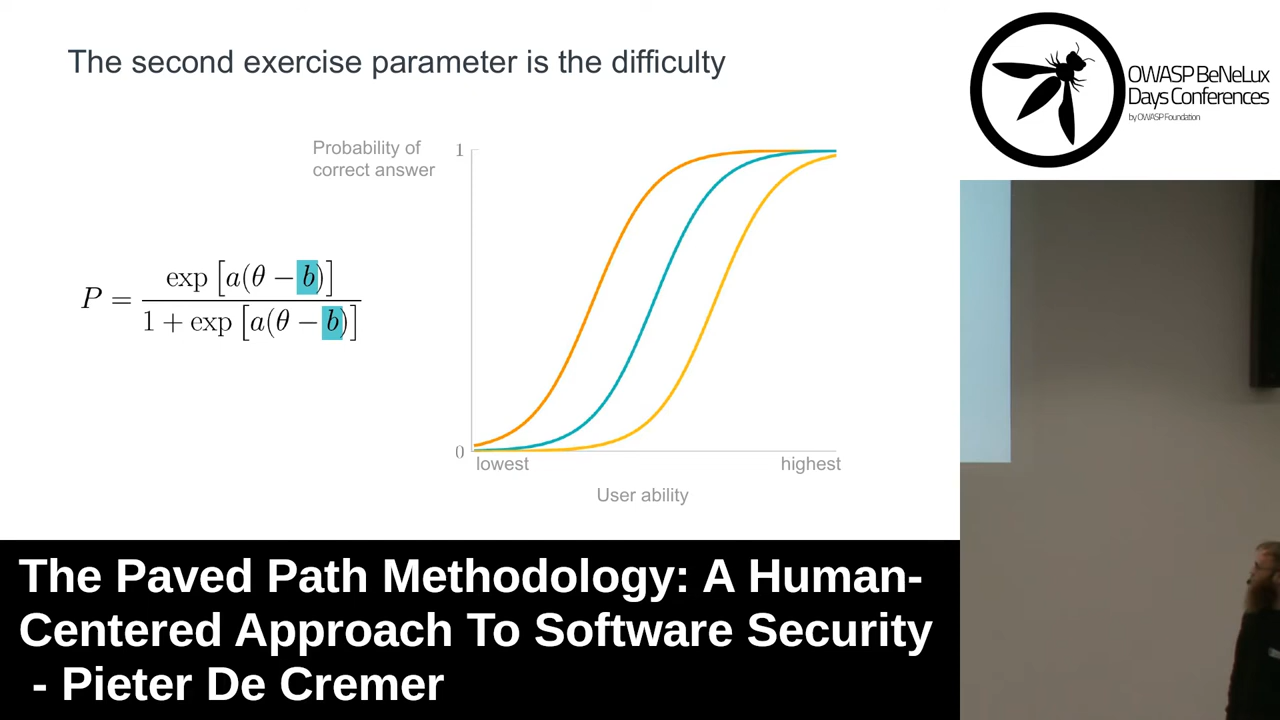 The second exercise parameter is the difficulty
OWASP BeNeLux
Days Conferences
by OWASP Foundation
Probability of
correct answer
1
P = exp [a(θ − b)] / 1 + exp [a(θ − b)]
0
lowest
highest
User ability
The Paved Path Methodology: A Human-
Centered Approach To Software Security
- Pieter De Cremer